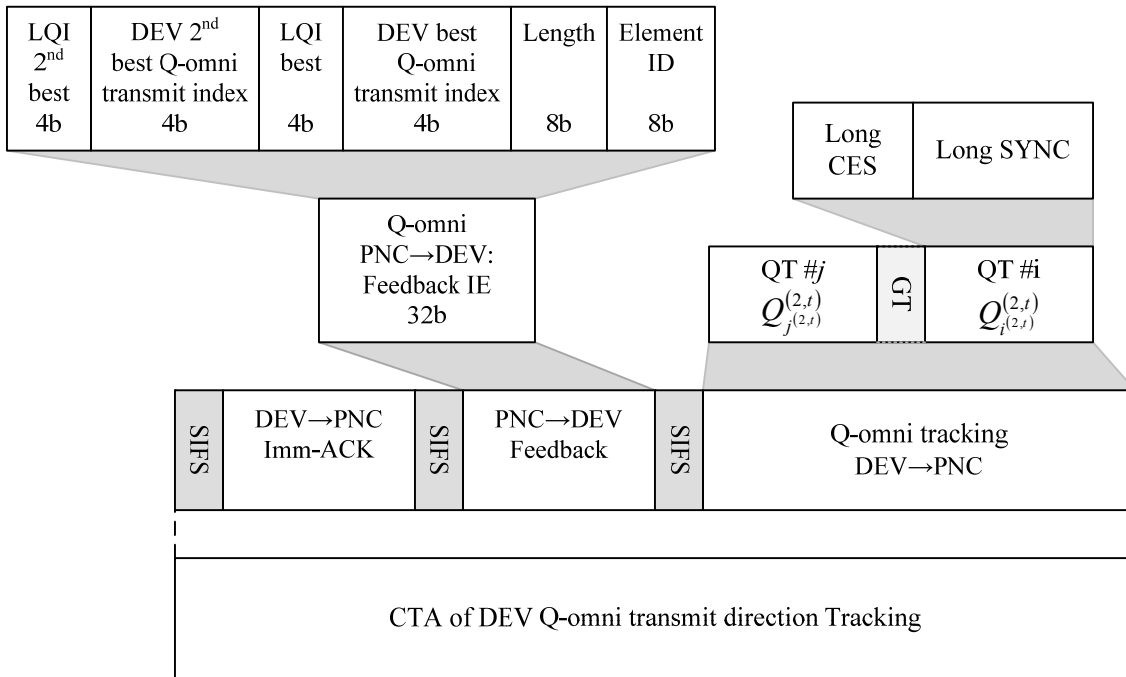 LQI
2nd
best
4b
DEV 2nd
best Q-omni
transmit index
4b
LQI
best
4b
DEV best
Q-omni
transmit index
4b
Length
8b
Element
ID
8b
Long
CES
Long SYNC
Q-omni
PNC→DEV:
Feedback IE
32b
QT #j
Q_{j^{(2,t)}}^{(2,t)}
GT
QT #i
Q_{i^{(2,t)}}^{(2,t)}
SIFS
DEV→PNC
Imm-ACK
SIFS
PNC→DEV
Feedback
SIFS
Q-omni tracking
DEV→PNC
CTA of DEV Q-omni transmit direction Tracking